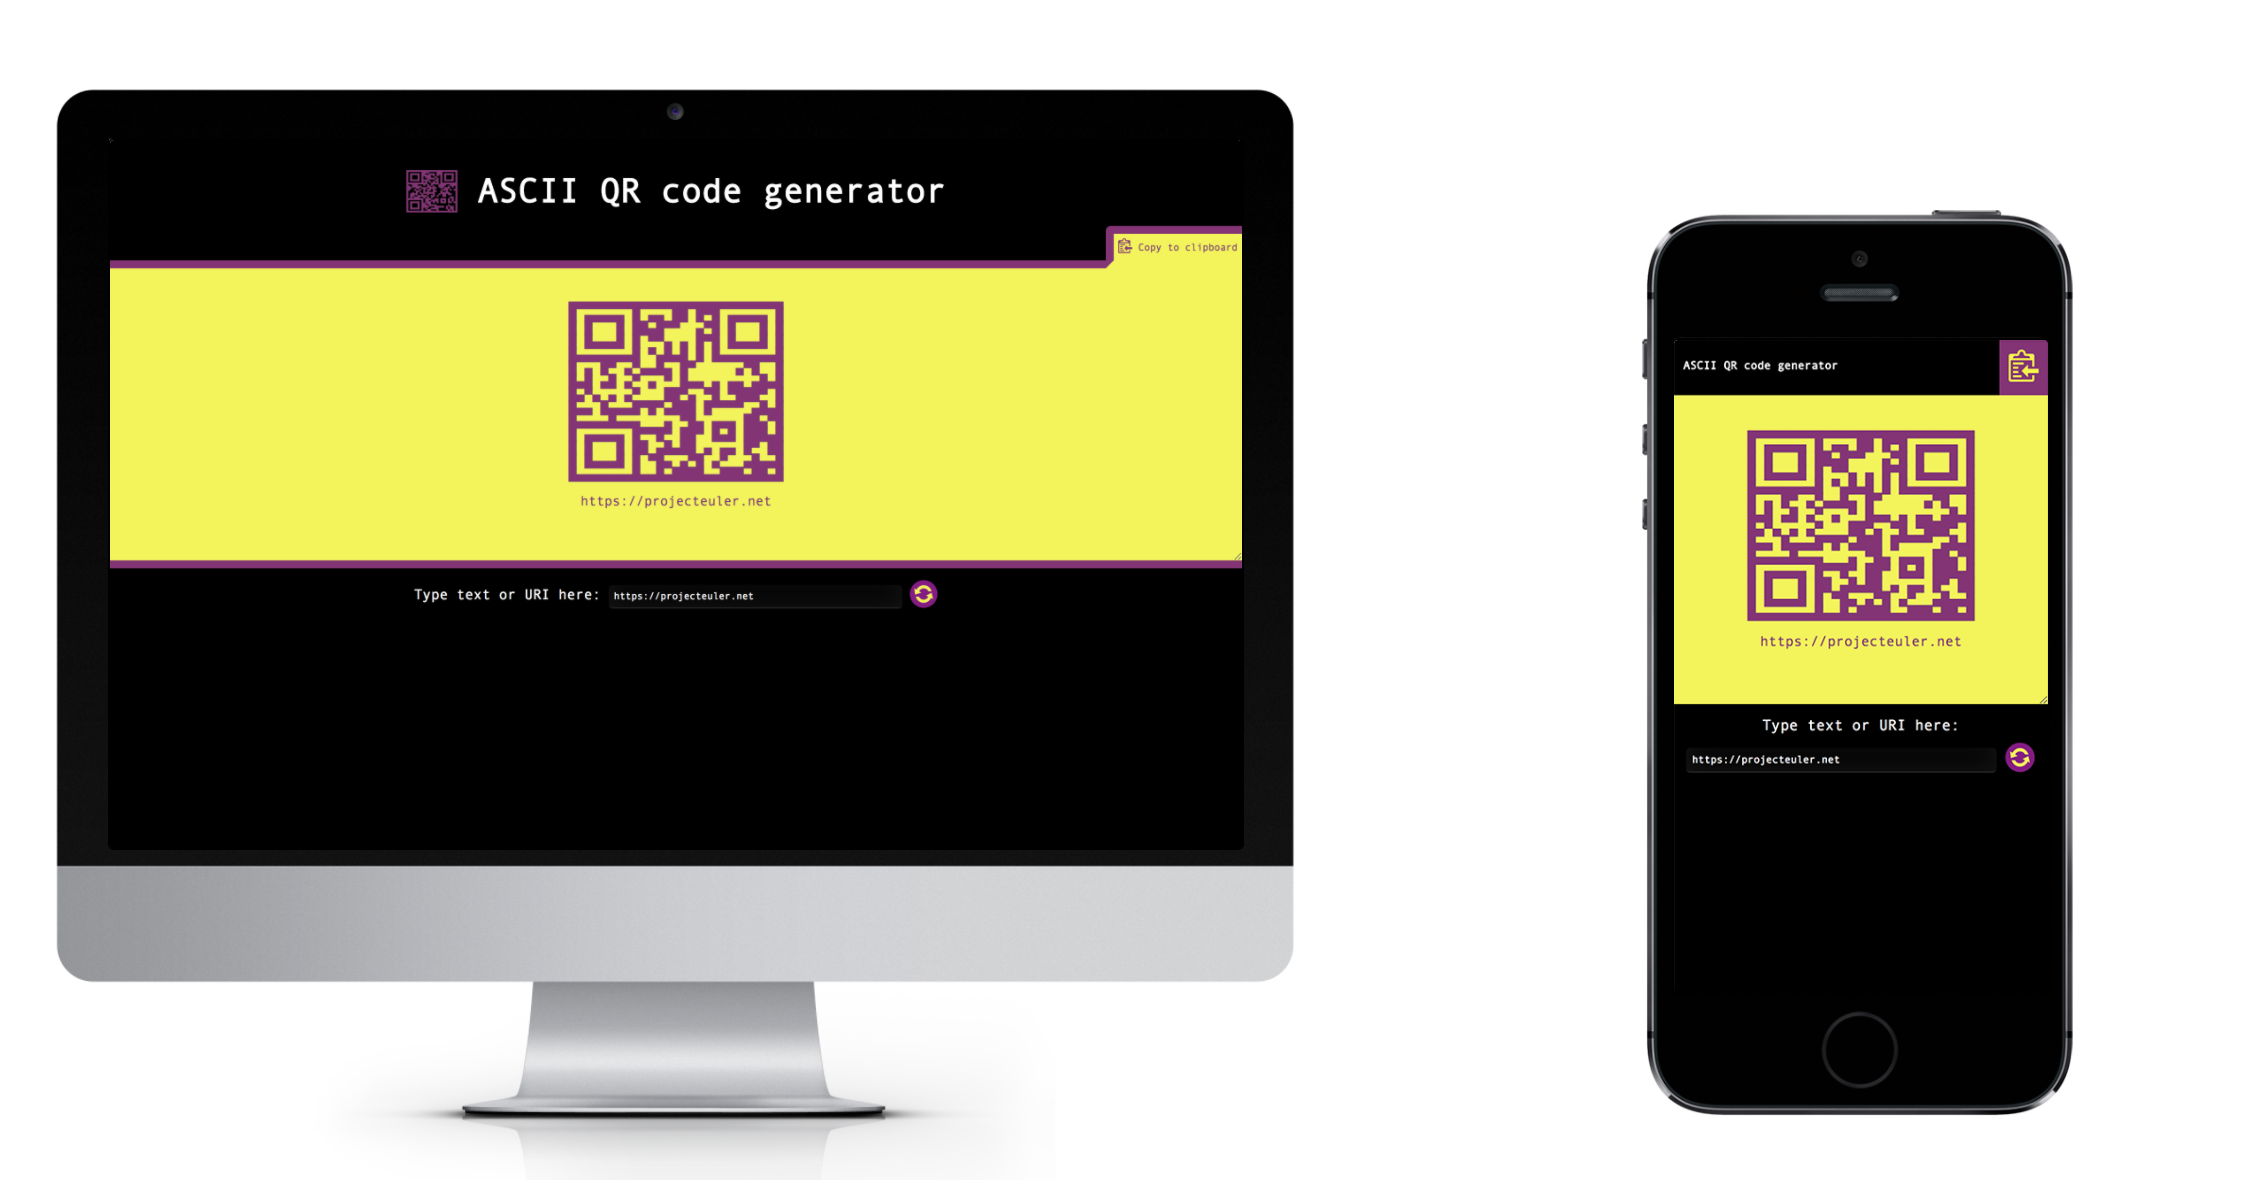 ASCII QR code generator
Copy to clipboard
https://projecteuler.net
Type text or URI here: https://projecteuler.net
ASCII QR code generator
https://projecteuler.net
Type text or URI here:
https://projecteuler.net